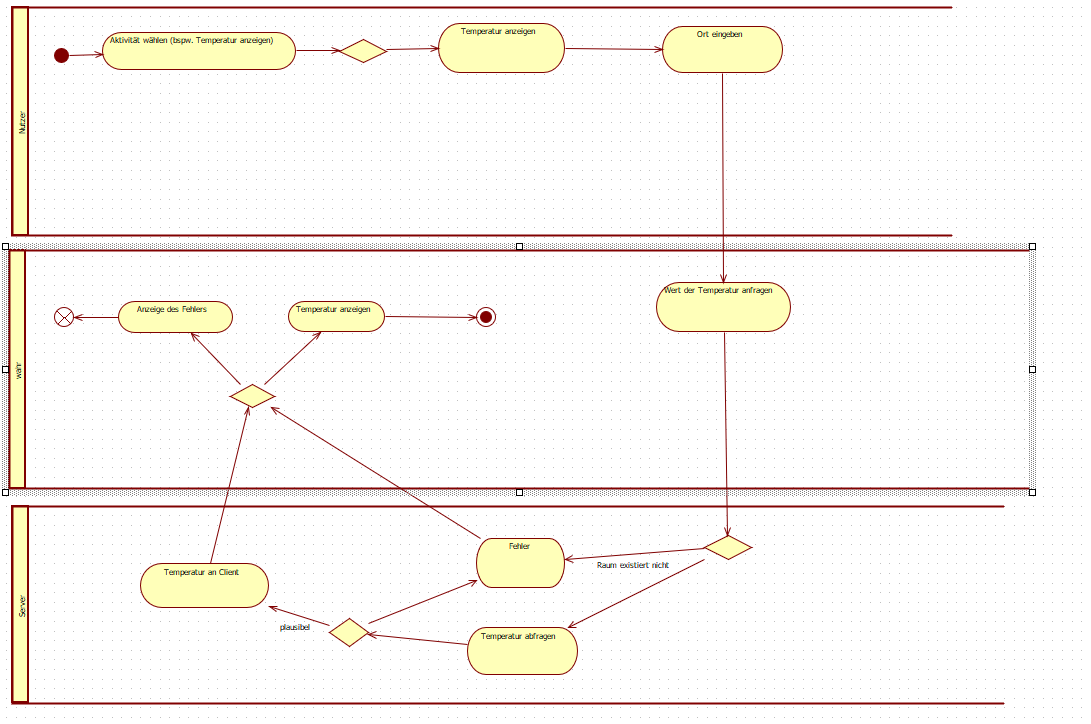 Nutzer
Aktivität wählen (bspw. Temperatur anzeigen)
Temperatur anzeigen
Ort eingeben
wahr
Anzeige des Fehlers
Temperatur anzeigen
Wert der Temperatur anfragen
Server
Temperatur an Client
Fehler
Raum existiert nicht
plausibel
Temperatur abfragen